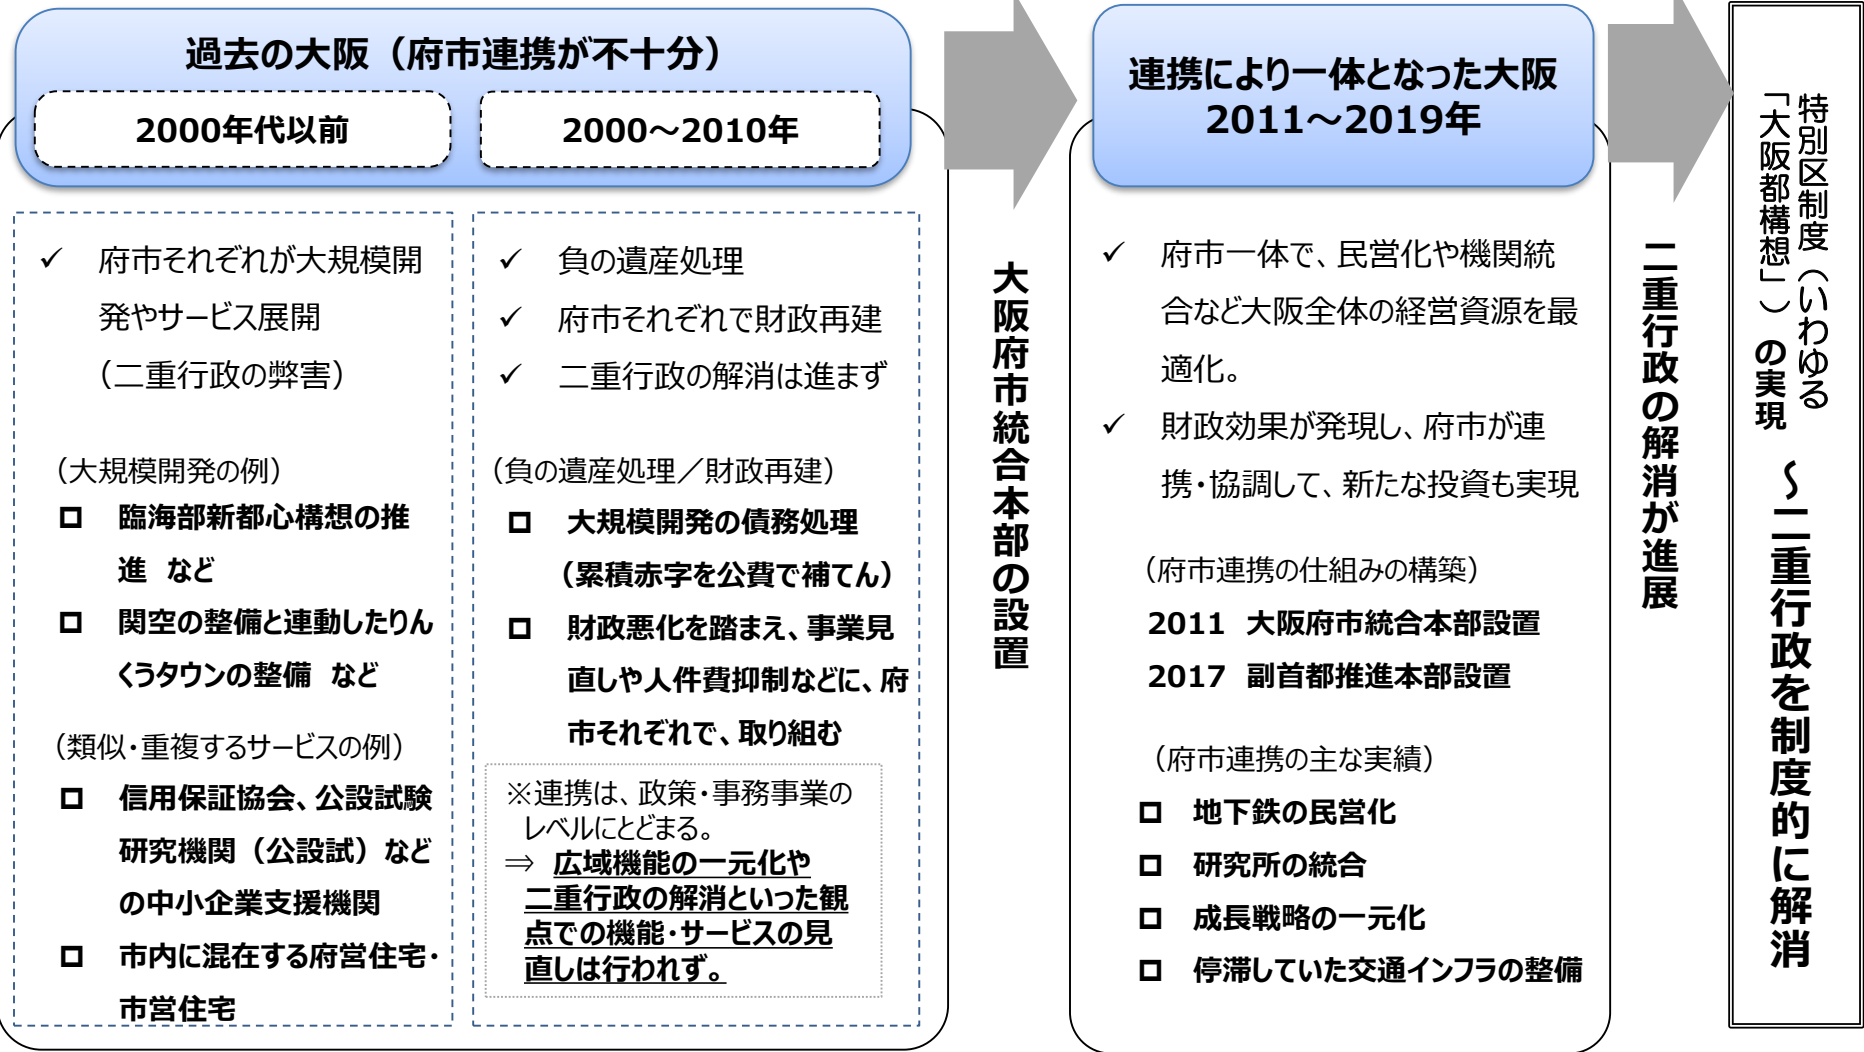 過去の大阪（府市連携が不十分）
2000年代以前
2000～2010年
✓ 府市それぞれが大規模開
発やサービス展開
（二重行政の弊害）
（大規模開発の例）
臨海部新都心構想の推
進 など
関空の整備と連動したりん
くうタウンの整備 など
（類似・重複するサービスの例）
信用保証協会、公設試験
研究機関（公設試）など
の中小企業支援機関
市内に混在する府営住宅・
市営住宅
✓ 負の遺産処理
✓ 府市それぞれで財政再建
✓ 二重行政の解消は進まず
（負の遺産処理／財政再建）
大規模開発の債務処理
（累積赤字を公費で補てん）
財政悪化を踏まえ、事業見
直しや人件費抑制などに、府
市それぞれで、取り組む
※連携は、政策・事務事業の
レベルにとどまる。
⇒ 広域機能の一元化や
二重行政の解消といった観
点での機能・サービスの見
直しは行われず。
大阪府市統合本部の設置
連携により一体となった大阪
2011～2019年
✓ 府市一体で、民営化や機関統
合など大阪全体の経営資源を最
適化。
✓ 財政効果が発現し、府市が連
携・協調して、新たな投資も実現
（府市連携の仕組みの構築）
2011 大阪府市統合本部設置
2017 副首都推進本部設置
（府市連携の主な実績）
地下鉄の民営化
研究所の統合
成長戦略の一元化
停滞していた交通インフラの整備
二重行政の解消が進展
特別区制度（いわゆる
「大阪都構想」）の実現 ～二重行政を制度的に解消